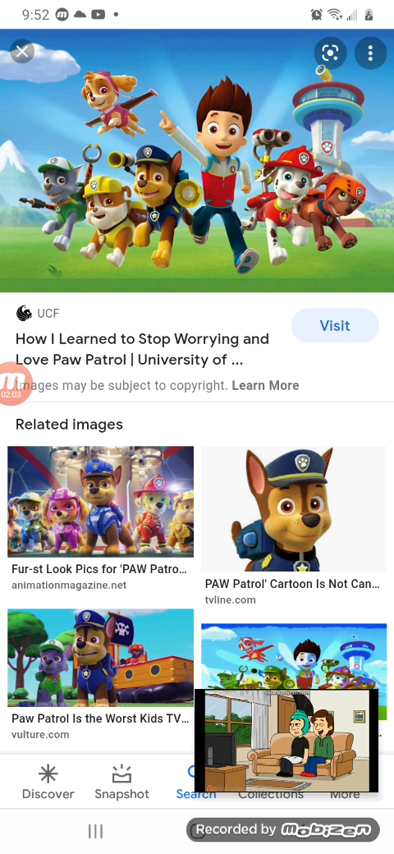 9:52
UCF
Visit
How I Learned to Stop Worrying and
Love Paw Patrol | University of ...
Images may be subject to copyright. Learn More
02:03
Related images
Fur-st Look Pics for 'PAW Patro...
animationmagazine.net
PAW Patrol' Cartoon Is Not Can...
tvline.com
Paw Patrol Is the Worst Kids TV...
vulture.com
Discover
Snapshot
Search
Collections
More
Recorded by mobizen